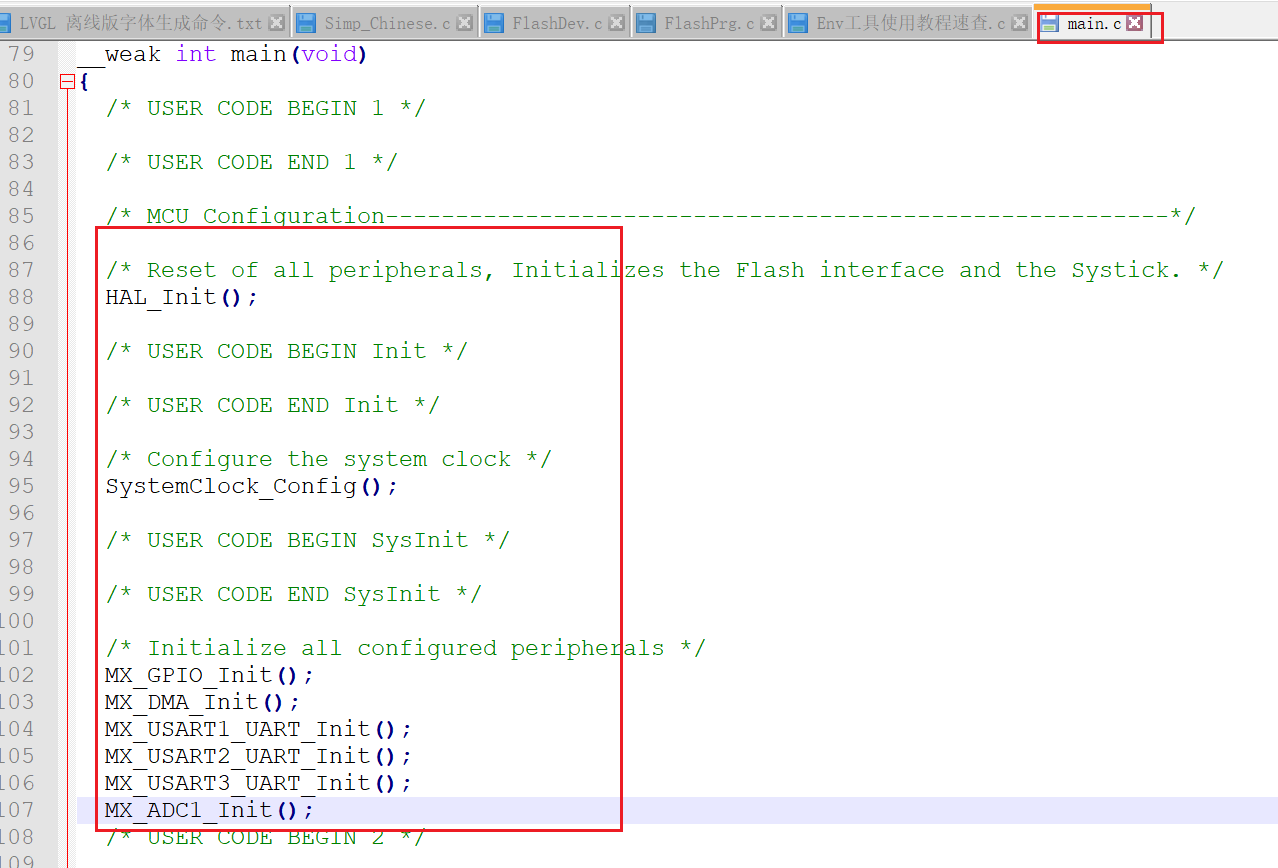 LVGL 离线版字体生成命令.txt Simp_Chinese.c FlashDev.c FlashPrg.c Env工具使用教程速查.c main.c
79 __weak int main(void)
80 {
81 /* USER CODE BEGIN 1 */
82
83 /* USER CODE END 1 */
84
85 /* MCU Configuration--------------------------------------------------------*/
86
87 /* Reset of all peripherals, Initializes the Flash interface and the Systick. */
88 HAL_Init();
89
90 /* USER CODE BEGIN Init */
91
92 /* USER CODE END Init */
93
94 /* Configure the system clock */
95 SystemClock_Config();
96
97 /* USER CODE BEGIN SysInit */
98
99 /* USER CODE END SysInit */
100
101 /* Initialize all configured peripherals */
102 MX_GPIO_Init();
103 MX_DMA_Init();
104 MX_USART1_UART_Init();
105 MX_USART2_UART_Init();
106 MX_USART3_UART_Init();
107 MX_ADC1_Init();
108 /* USER CODE BEGIN 2 */
109